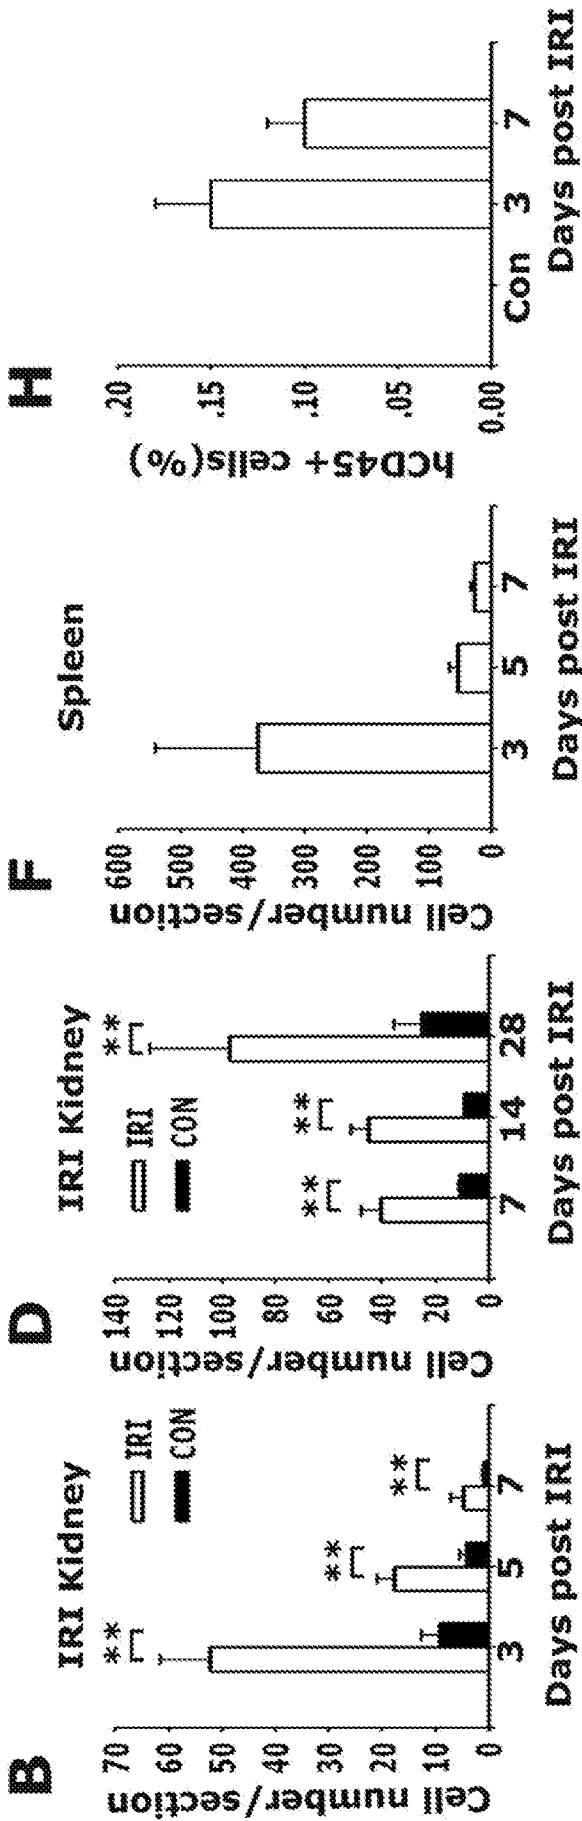 B
IRI Kidney
IRI
CON
Cell number/section
70
60
50
40
30
20
10
0
**
**
**
3 5 7
Days post IRI
D
IRI Kidney
IRI
CON
Cell number/section
140
120
100
80
60
40
20
0
**
**
**
7 14 28
Days post IRI
F
Spleen
Cell number/section
600
500
400
300
200
100
0
3 5 7
Days post IRI
H
hCD45+ cells(%)
.20
.15
.10
.05
0.00
Con 3 7
Days post IRI